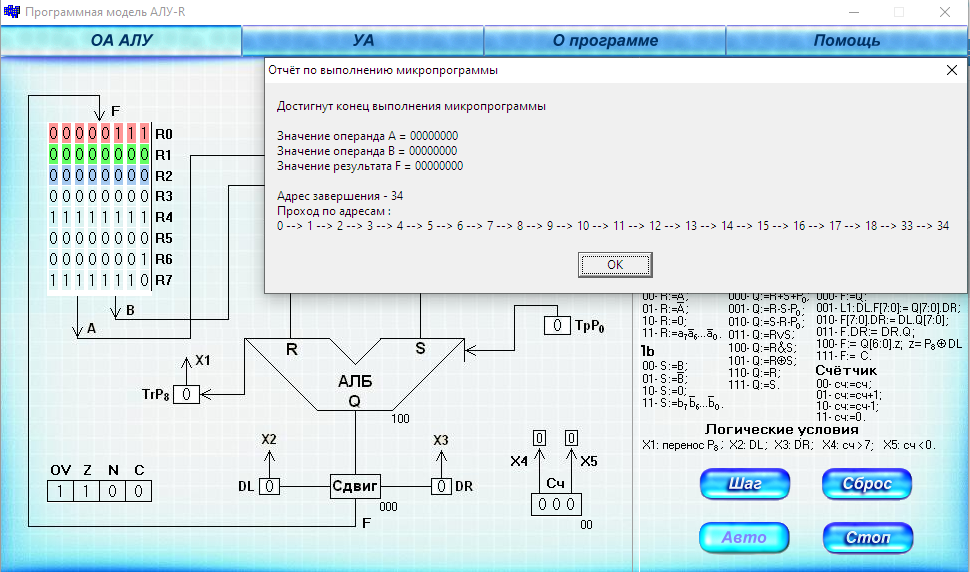 Программная модель АЛУ-R
ОА АЛУ УА О программе Помощь
Отчёт по выполнению микропрограммы
Достигнут конец выполнения микропрограммы
Значение операнда A = 00000000
Значение операнда B = 00000000
Значение результата F = 00000000
Адрес завершения - 34
Проход по адресам :
0 --> 1 --> 2 --> 3 --> 4 --> 5 --> 6 --> 7 --> 8 --> 9 --> 10 --> 11 --> 12 --> 13 --> 14 --> 15 --> 16 --> 17 --> 18 --> 33 --> 34
OK
F
0 0 0 0 0 1 1 1 R0
0 0 0 0 0 0 0 0 R1
0 0 0 0 0 0 0 0 R2
0 0 0 0 0 0 0 0 R3
1 1 1 1 1 1 1 1 R4
0 0 0 0 0 0 0 0 R5
0 0 0 0 0 0 0 1 R6
1 1 1 1 1 1 1 0 R7
A B
R S
0 TpP₀
АЛБ
Q
100
X1
TrP₈ 0
X2 X3
DL 0 Сдвиг 0 DR
000
F
OV Z N C
1 1 0 0
0 0
X4 X5
Сч
0 0 0
00
00- R:=A̅;
01- R:=A̅;
10- R:=0;
11- R:=a₇a̅₆...a̅₀.
1b
00- S:=B;
01- S:=B̅;
10- S:=0;
11- S:=b₇b̅₆...b̅₀.
000- Q:=R+S+P₀;
001- Q:=R-S-P₀;
010- Q:=S-R-P₀;
011- Q:=RvS;
100- Q:=R&S;
101- Q:=R⊕S;
110- Q:=R;
111- Q:=S.
000- F:=Q;
001- L1:DL.F[7:0]:= Q[7:0].DR;
010- F[7:0].DR:= DL.Q[7:0];
011- F.DR:= DR.Q;
100- F:= Q[6:0].z; z= P₈⊕DL
111- F:= C.
Счётчик
00- сч:=сч;
01- сч:=сч+1;
10- сч:=сч-1;
11- сч:=0.
Логические условия
X1: перенос P₈; X2: DL; X3: DR; X4: сч>7; X5: сч<0.
Шаг Сброс
Авто Стоп